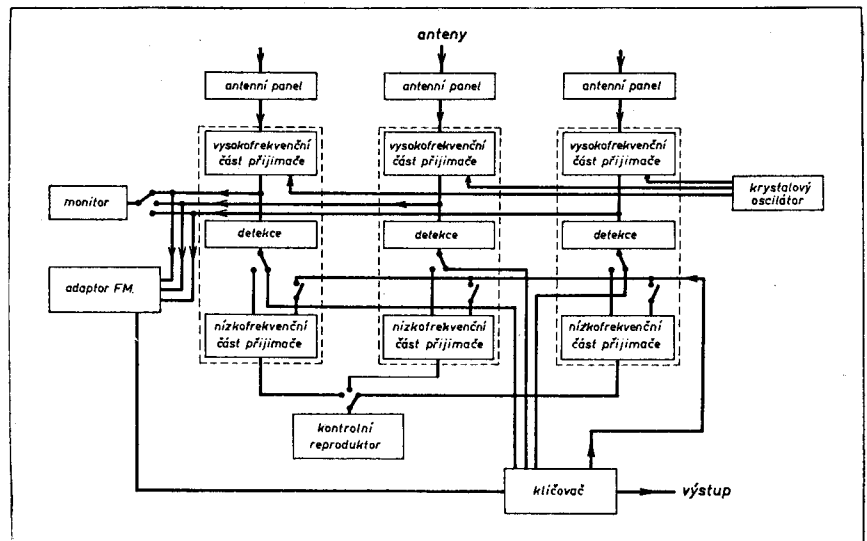 anteny
antenní panel
antenní panel
antenní panel
vysokofrekvenční
část přijimače
vysokofrekvenční
část přijimače
vysokofrekvenční
část přijimače
monitor
krystalový
oscilátor
detekce
detekce
detekce
adaptor FM.
nízkofrekvenční
část přijimače
nízkofrekvenční
část přijimače
nízkofrekvenční
část přijimače
kontrolní
reproduktor
klíčovač
výstup